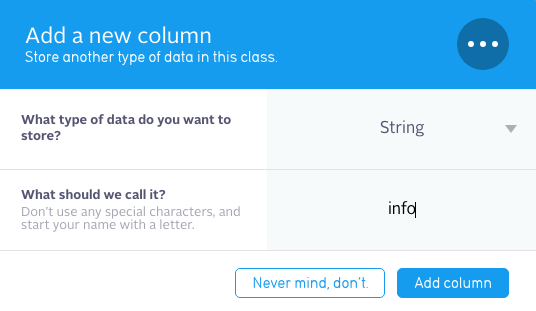 Add a new column
Store another type of data in this class.
What type of data do you want to
store?
String
What should we call it?
Don't use any special characters, and
start your name with a letter.
info
Never mind, don't.
Add column